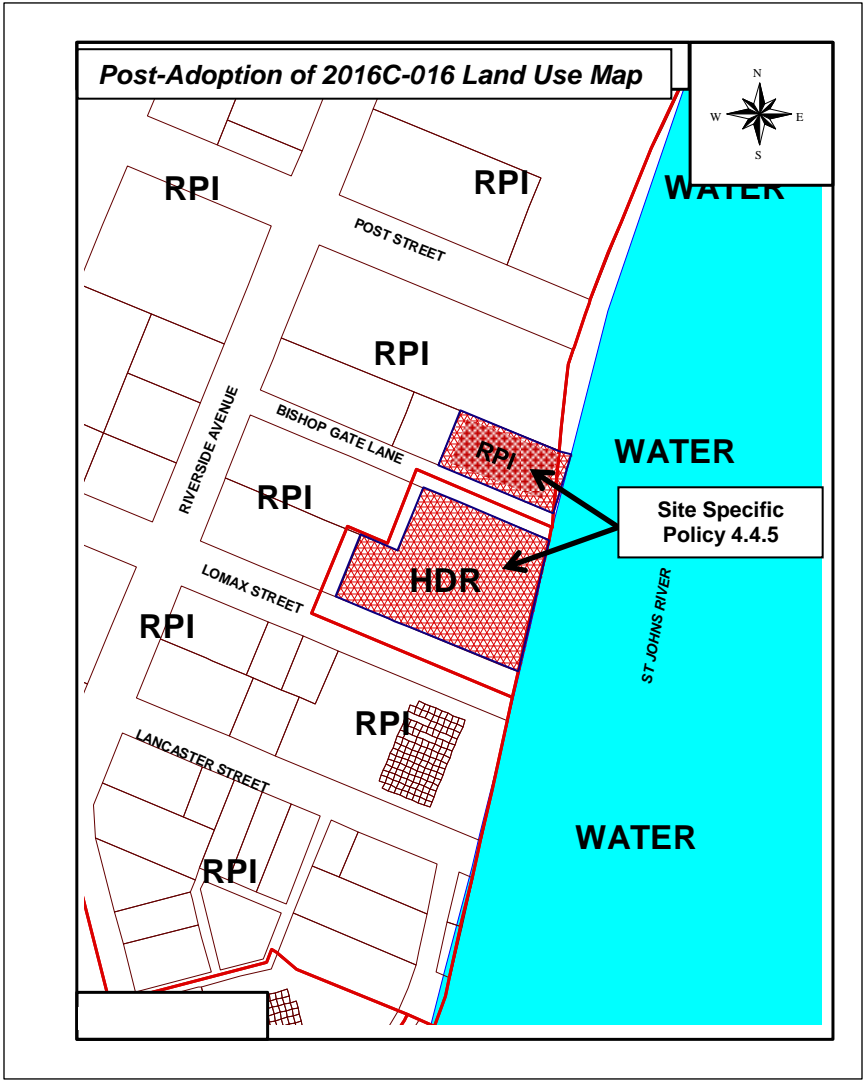 Post-Adoption of 2016C-016 Land Use Map
N
W E
S
RPI
RPI
WATER
POST STREET
RPI
RIVERSIDE AVENUE
BISHOP GATE LANE
RPI
WATER
RPI
Site Specific
Policy 4.4.5
HDR
LOMAX STREET
ST JOHNS RIVER
RPI
RPI
LANCASTER STREET
WATER
RPI